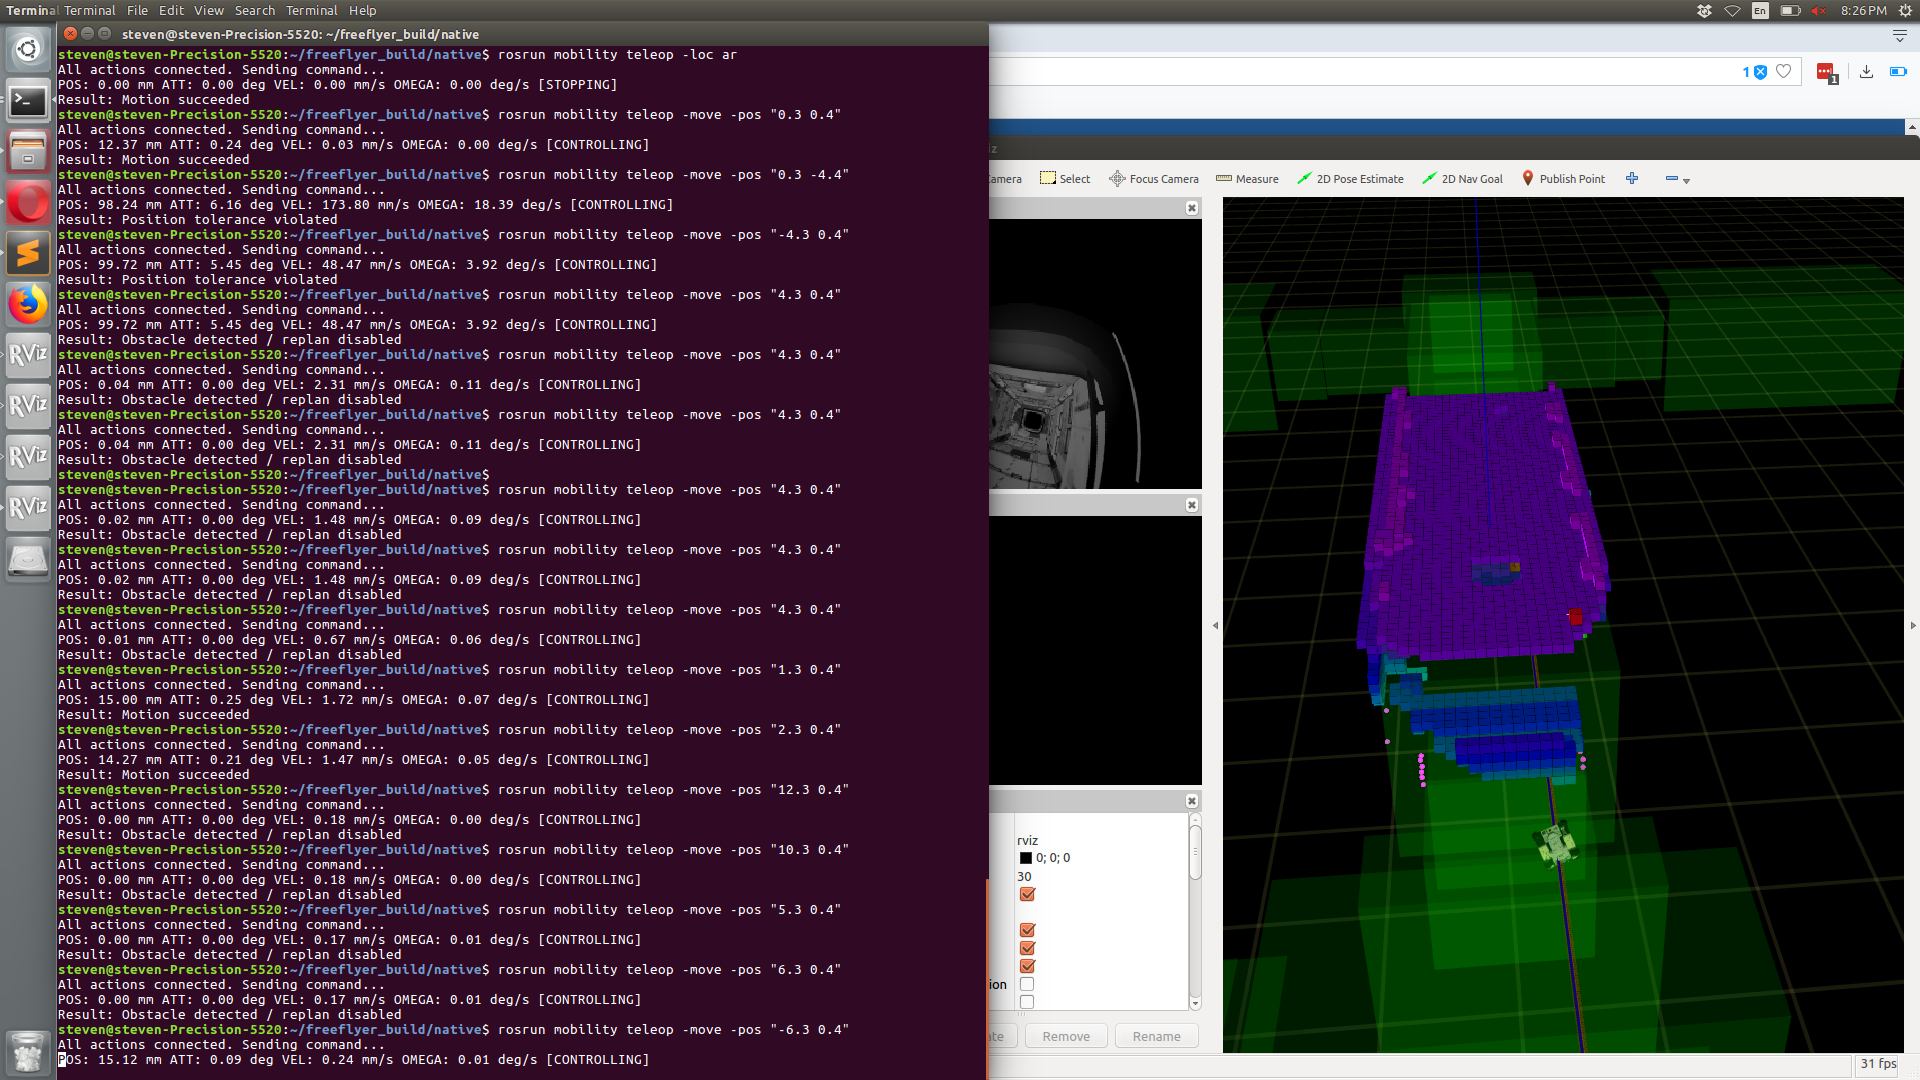 Terminal Terminal File Edit View Search Terminal Help En 8:26 PM
steven@steven-Precision-5520: ~/freeflyer_build/native
steven@steven-Precision-5520:~/freeflyer_build/native$ rosrun mobility teleop -loc ar
All actions connected. Sending command...
POS: 0.00 mm ATT: 0.00 deg VEL: 0.00 mm/s OMEGA: 0.00 deg/s [STOPPING]
Result: Motion succeeded
steven@steven-Precision-5520:~/freeflyer_build/native$ rosrun mobility teleop -move -pos "0.3 0.4"
All actions connected. Sending command...
POS: 12.37 mm ATT: 0.24 deg VEL: 0.03 mm/s OMEGA: 0.00 deg/s [CONTROLLING]
Result: Motion succeeded
steven@steven-Precision-5520:~/freeflyer_build/native$ rosrun mobility teleop -move -pos "0.3 -4.4"
All actions connected. Sending command...
POS: 98.24 mm ATT: 6.16 deg VEL: 173.80 mm/s OMEGA: 18.39 deg/s [CONTROLLING]
Result: Position tolerance violated
steven@steven-Precision-5520:~/freeflyer_build/native$ rosrun mobility teleop -move -pos "-4.3 0.4"
All actions connected. Sending command...
POS: 99.72 mm ATT: 5.45 deg VEL: 48.47 mm/s OMEGA: 3.92 deg/s [CONTROLLING]
Result: Position tolerance violated
steven@steven-Precision-5520:~/freeflyer_build/native$ rosrun mobility teleop -move -pos "4.3 0.4"
All actions connected. Sending command...
POS: 99.72 mm ATT: 5.45 deg VEL: 48.47 mm/s OMEGA: 3.92 deg/s [CONTROLLING]
Result: Obstacle detected / replan disabled
steven@steven-Precision-5520:~/freeflyer_build/native$ rosrun mobility teleop -move -pos "4.3 0.4"
All actions connected. Sending command...
POS: 0.04 mm ATT: 0.00 deg VEL: 2.31 mm/s OMEGA: 0.11 deg/s [CONTROLLING]
Result: Obstacle detected / replan disabled
steven@steven-Precision-5520:~/freeflyer_build/native$ rosrun mobility teleop -move -pos "4.3 0.4"
All actions connected. Sending command...
POS: 0.04 mm ATT: 0.00 deg VEL: 2.31 mm/s OMEGA: 0.11 deg/s [CONTROLLING]
Result: Obstacle detected / replan disabled
steven@steven-Precision-5520:~/freeflyer_build/native$
steven@steven-Precision-5520:~/freeflyer_build/native$ rosrun mobility teleop -move -pos "4.3 0.4"
All actions connected. Sending command...
POS: 0.02 mm ATT: 0.00 deg VEL: 1.48 mm/s OMEGA: 0.09 deg/s [CONTROLLING]
Result: Obstacle detected / replan disabled
steven@steven-Precision-5520:~/freeflyer_build/native$ rosrun mobility teleop -move -pos "4.3 0.4"
All actions connected. Sending command...
POS: 0.02 mm ATT: 0.00 deg VEL: 1.48 mm/s OMEGA: 0.09 deg/s [CONTROLLING]
Result: Obstacle detected / replan disabled
steven@steven-Precision-5520:~/freeflyer_build/native$ rosrun mobility teleop -move -pos "4.3 0.4"
All actions connected. Sending command...
POS: 0.01 mm ATT: 0.00 deg VEL: 0.67 mm/s OMEGA: 0.06 deg/s [CONTROLLING]
Result: Obstacle detected / replan disabled
steven@steven-Precision-5520:~/freeflyer_build/native$ rosrun mobility teleop -move -pos "1.3 0.4"
All actions connected. Sending command...
POS: 15.00 mm ATT: 0.25 deg VEL: 1.72 mm/s OMEGA: 0.07 deg/s [CONTROLLING]
Result: Motion succeeded
steven@steven-Precision-5520:~/freeflyer_build/native$ rosrun mobility teleop -move -pos "2.3 0.4"
All actions connected. Sending command...
POS: 14.27 mm ATT: 0.21 deg VEL: 1.47 mm/s OMEGA: 0.05 deg/s [CONTROLLING]
Result: Motion succeeded
steven@steven-Precision-5520:~/freeflyer_build/native$ rosrun mobility teleop -move -pos "12.3 0.4"
All actions connected. Sending command...
POS: 0.00 mm ATT: 0.00 deg VEL: 0.18 mm/s OMEGA: 0.00 deg/s [CONTROLLING]
Result: Obstacle detected / replan disabled
steven@steven-Precision-5520:~/freeflyer_build/native$ rosrun mobility teleop -move -pos "10.3 0.4"
All actions connected. Sending command...
POS: 0.00 mm ATT: 0.00 deg VEL: 0.18 mm/s OMEGA: 0.00 deg/s [CONTROLLING]
Result: Obstacle detected / replan disabled
steven@steven-Precision-5520:~/freeflyer_build/native$ rosrun mobility teleop -move -pos "5.3 0.4"
All actions connected. Sending command...
POS: 0.00 mm ATT: 0.00 deg VEL: 0.17 mm/s OMEGA: 0.01 deg/s [CONTROLLING]
Result: Obstacle detected / replan disabled
steven@steven-Precision-5520:~/freeflyer_build/native$ rosrun mobility teleop -move -pos "6.3 0.4"
All actions connected. Sending command...
POS: 0.00 mm ATT: 0.00 deg VEL: 0.17 mm/s OMEGA: 0.01 deg/s [CONTROLLING]
Result: Obstacle detected / replan disabled
steven@steven-Precision-5520:~/freeflyer_build/native$ rosrun mobility teleop -move -pos "-6.3 0.4"
All actions connected. Sending command...
POS: 15.12 mm ATT: 0.09 deg VEL: 0.24 mm/s OMEGA: 0.01 deg/s [CONTROLLING]
RViz
RViz
RViz
RViz
1
1
iz
amera Select Focus Camera Measure 2D Pose Estimate 2D Nav Goal Publish Point
rviz
0; 0; 0
30
ion
ate Remove Rename
31 fps